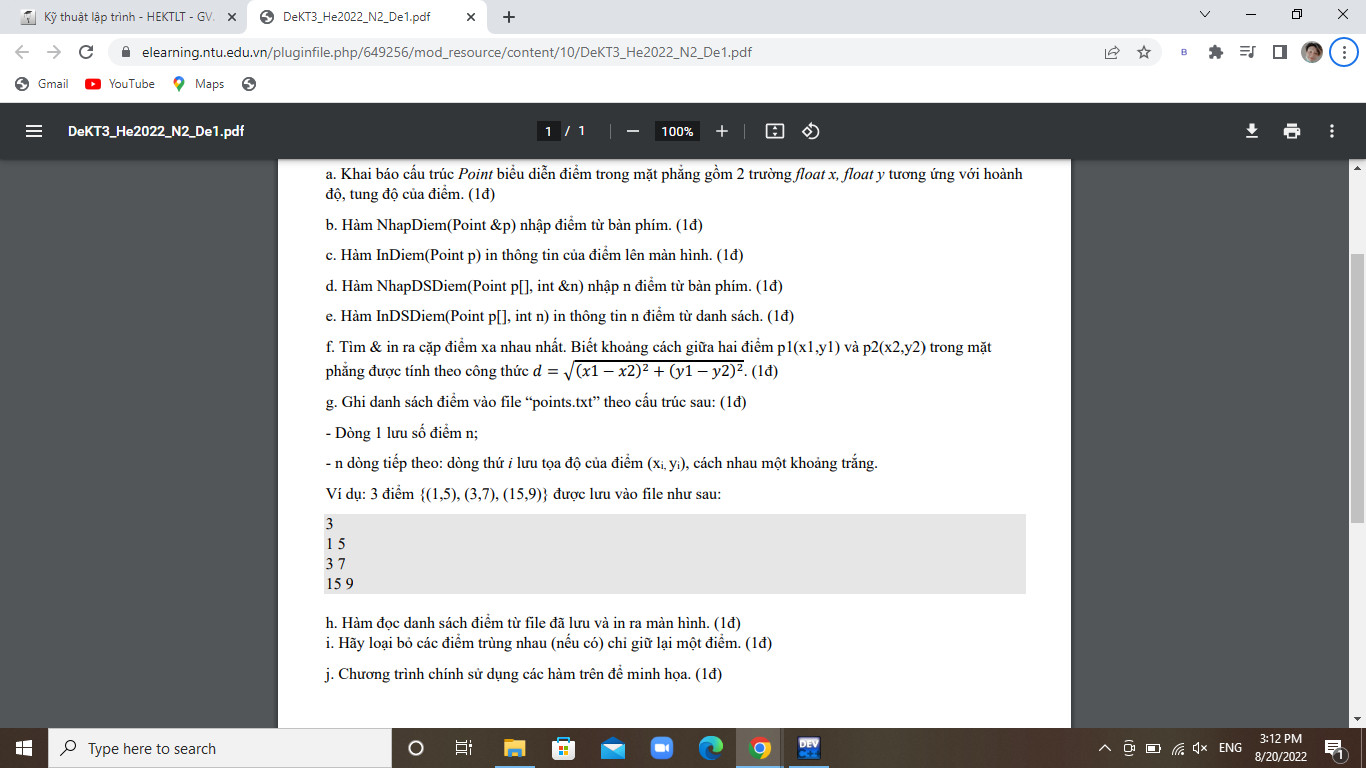 Kỹ thuật lập trình - HEKTLT - GV.
DeKT3_He2022_N2_De1.pdf
elearning.ntu.edu.vn/pluginfile.php/649256/mod_resource/content/10/DeKT3_He2022_N2_De1.pdf
B
Gmail
YouTube
Maps
DeKT3_He2022_N2_De1.pdf
1 / 1
100%
a. Khai báo cấu trúc Point biểu diễn điểm trong mặt phẳng gồm 2 trường float x, float y tương ứng với hoành
độ, tung độ của điểm. (1đ)
b. Hàm NhapDiem(Point &p) nhập điểm từ bàn phím. (1đ)
c. Hàm InDiem(Point p) in thông tin của điểm lên màn hình. (1đ)
d. Hàm NhapDSDiem(Point p[], int &n) nhập n điểm từ bàn phím. (1đ)
e. Hàm InDSDiem(Point p[], int n) in thông tin n điểm từ danh sách. (1đ)
f. Tìm & in ra cặp điểm xa nhau nhất. Biết khoảng cách giữa hai điểm p1(x1,y1) và p2(x2,y2) trong mặt
phẳng được tính theo công thức d = √(x1 − x2)² + (y1 − y2)². (1đ)
g. Ghi danh sách điểm vào file “points.txt” theo cấu trúc sau: (1đ)
- Dòng 1 lưu số điểm n;
- n dòng tiếp theo: dòng thứ i lưu tọa độ của điểm (xᵢ, yᵢ), cách nhau một khoảng trắng.
Ví dụ: 3 điểm {(1,5), (3,7), (15,9)} được lưu vào file như sau:
3
1 5
3 7
15 9
h. Hàm đọc danh sách điểm từ file đã lưu và in ra màn hình. (1đ)
i. Hãy loại bỏ các điểm trùng nhau (nếu có) chỉ giữ lại một điểm. (1đ)
j. Chương trình chính sử dụng các hàm trên để minh họa. (1đ)
Type here to search
DEV
ENG
3:12 PM
8/20/2022
1